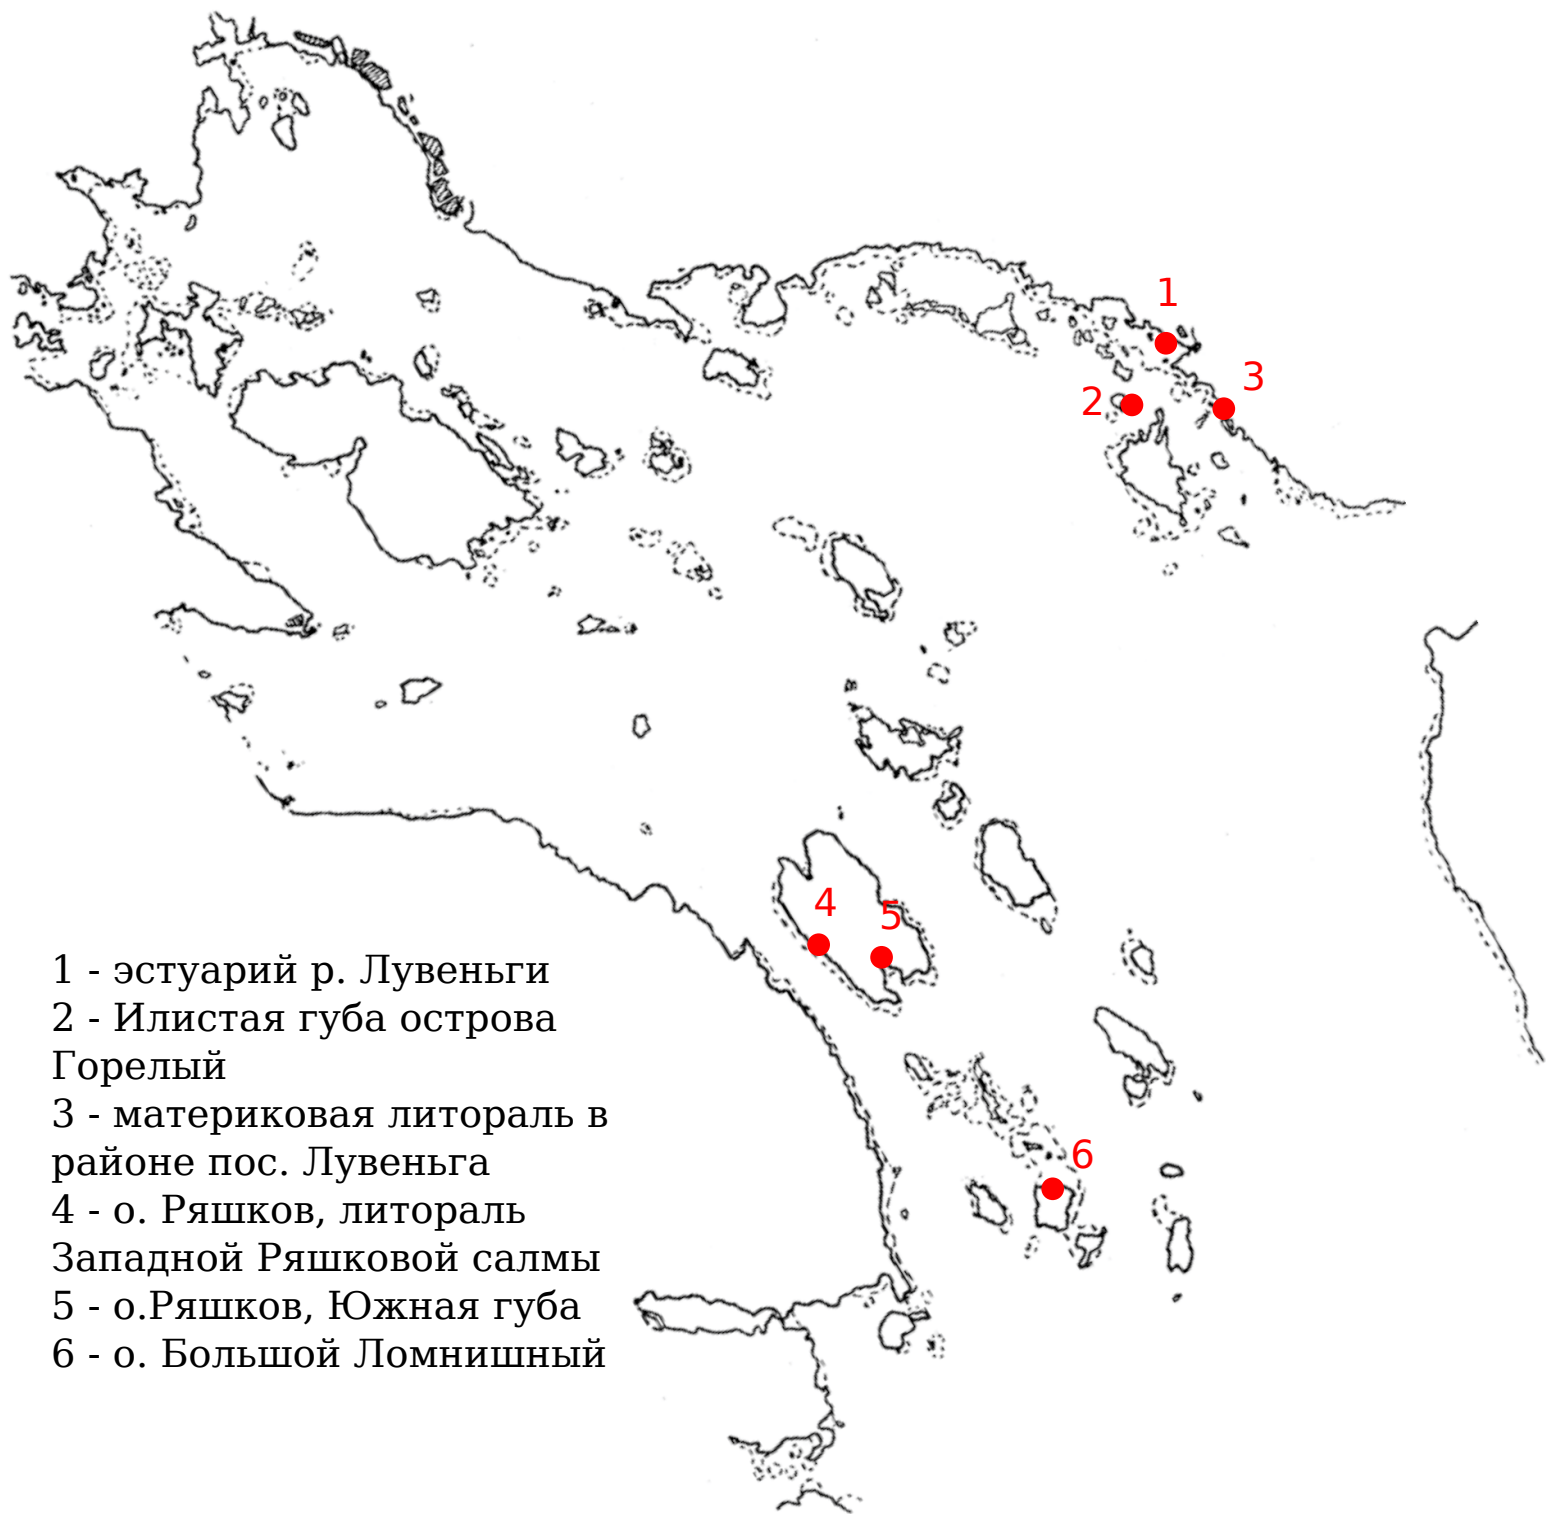 1
3
2
4
5
1 - эстуарий р. Лувеньги
2 - Илистая губа острова
Горелый
3 - материковая литораль в
районе пос. Лувеньга
4 - о. Ряшков, литораль
Западной Ряшковой салмы
5 - о.Ряшков, Южная губа
6 - о. Большой Ломнишный
6